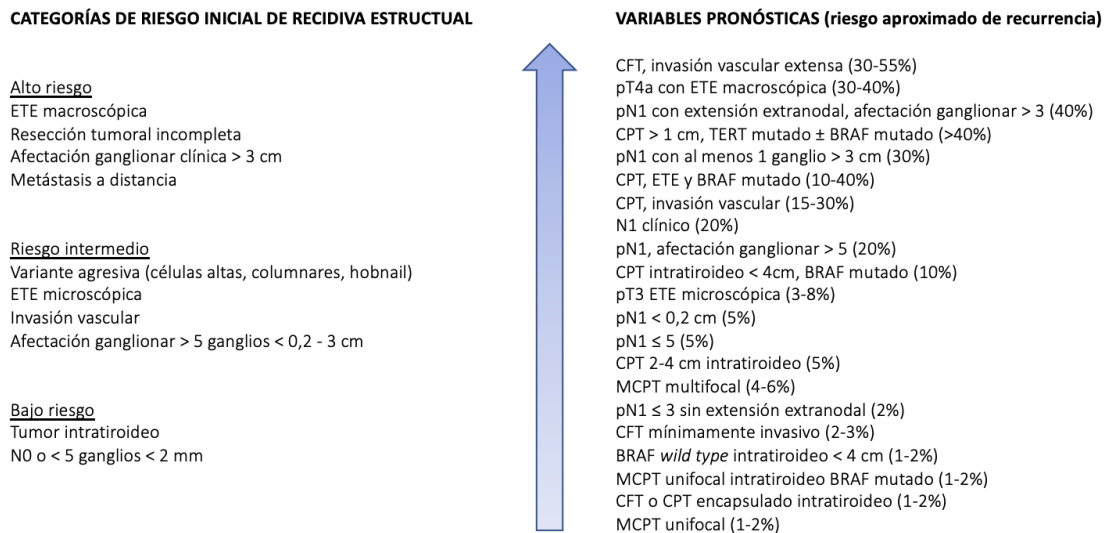 CATEGORÍAS DE RIESGO INICIAL DE RECIDIVA ESTRUCTUAL
Alto riesgo
ETE macroscópica
Resección tumoral incompleta
Afectación ganglionar clínica > 3 cm
Metástasis a distancia
Riesgo intermedio
Variante agresiva (células altas, columnares, hobnail)
ETE microscópica
Invasión vascular
Afectación ganglionar > 5 ganglios < 0,2 - 3 cm
Bajo riesgo
Tumor intratiroideo
N0 o < 5 ganglios < 2 mm
VARIABLES PRONÓSTICAS (riesgo aproximado de recurrencia)
CFT, invasión vascular extensa (30-55%)
pT4a con ETE macroscópica (30-40%)
pN1 con extensión extranodal, afectación ganglionar > 3 (40%)
CPT > 1 cm, TERT mutado ± BRAF mutado (>40%)
pN1 con al menos 1 ganglio > 3 cm (30%)
CPT, ETE y BRAF mutado (10-40%)
CPT, invasión vascular (15-30%)
N1 clínico (20%)
pN1, afectación ganglionar > 5 (20%)
CPT intratiroideo < 4cm, BRAF mutado (10%)
pT3 ETE microscópica (3-8%)
pN1 < 0,2 cm (5%)
pN1 ≤ 5 (5%)
CPT 2-4 cm intratiroideo (5%)
MCPT multifocal (4-6%)
pN1 ≤ 3 sin extensión extranodal (2%)
CFT mínimamente invasivo (2-3%)
BRAF wild type intratiroideo < 4 cm (1-2%)
MCPT unifocal intratiroideo BRAF mutado (1-2%)
CFT o CPT encapsulado intratiroideo (1-2%)
MCPT unifocal (1-2%)